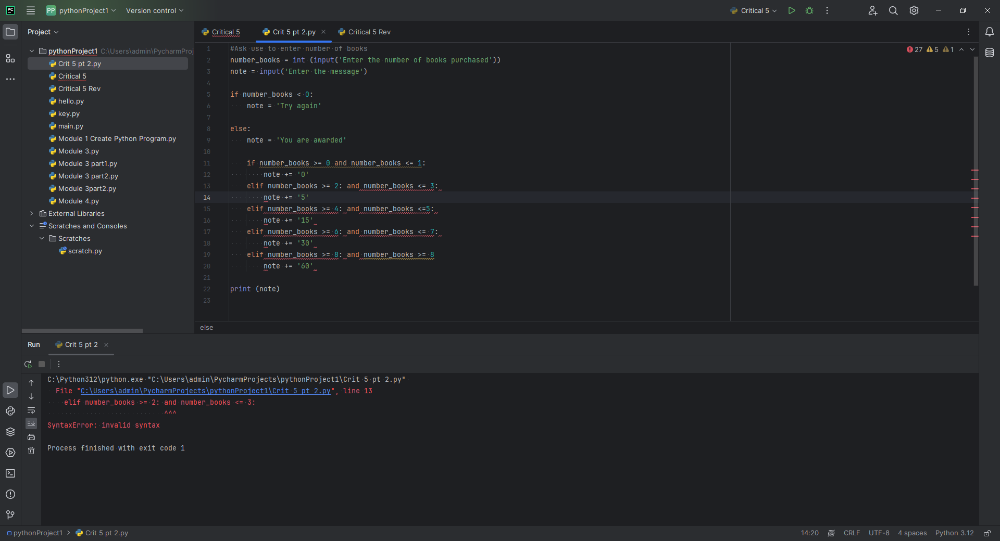 PC PP pythonProject1 Version control Critical 5
Project
Critical 5 Crit 5 pt 2.py Critical 5 Rev
pythonProject1 C:\Users\admin\PycharmProj
Crit 5 pt 2.py
Critical 5
Critical 5 Rev
hello.py
key.py
main.py
Module 1 Create Python Program.py
Module 3.py
Module 3 part1.py
Module 3 part2.py
Module 3part2.py
Module 4.py
External Libraries
Scratches and Consoles
Scratches
scratch.py
27 5 1
1 #Ask use to enter number of books
2 number_books = int (input('Enter the number of books purchased'))
3 note = input('Enter the message')
4
5 if number_books < 0:
6 note = 'Try again'
7
8 else:
9 note = 'You are awarded'
10
11 if number_books >= 0 and number_books <= 1:
12 note += '0'
13 elif number_books >= 2: and number_books <= 3:
14 note += '5'
15 elif number_books >= 4: and number_books <=5:
16 note += '15'
17 elif number_books >= 6: and number_books <= 7:
18 note += '30'
19 elif number_books >= 8: and number_books >= 8
20 note += '60'
21
22 print (note)
23
else
Run Crit 5 pt 2
C:\Python312\python.exe "C:\Users\admin\PycharmProjects\pythonProject1\Crit 5 pt 2.py"
File "C:\Users\admin\PycharmProjects\pythonProject1\Crit 5 pt 2.py", line 13
elif number_books >= 2: and number_books <= 3:
^^^
SyntaxError: invalid syntax
Process finished with exit code 1
pythonProject1 > Crit 5 pt 2.py 14:20 CRLF UTF-8 4 spaces Python 3.12